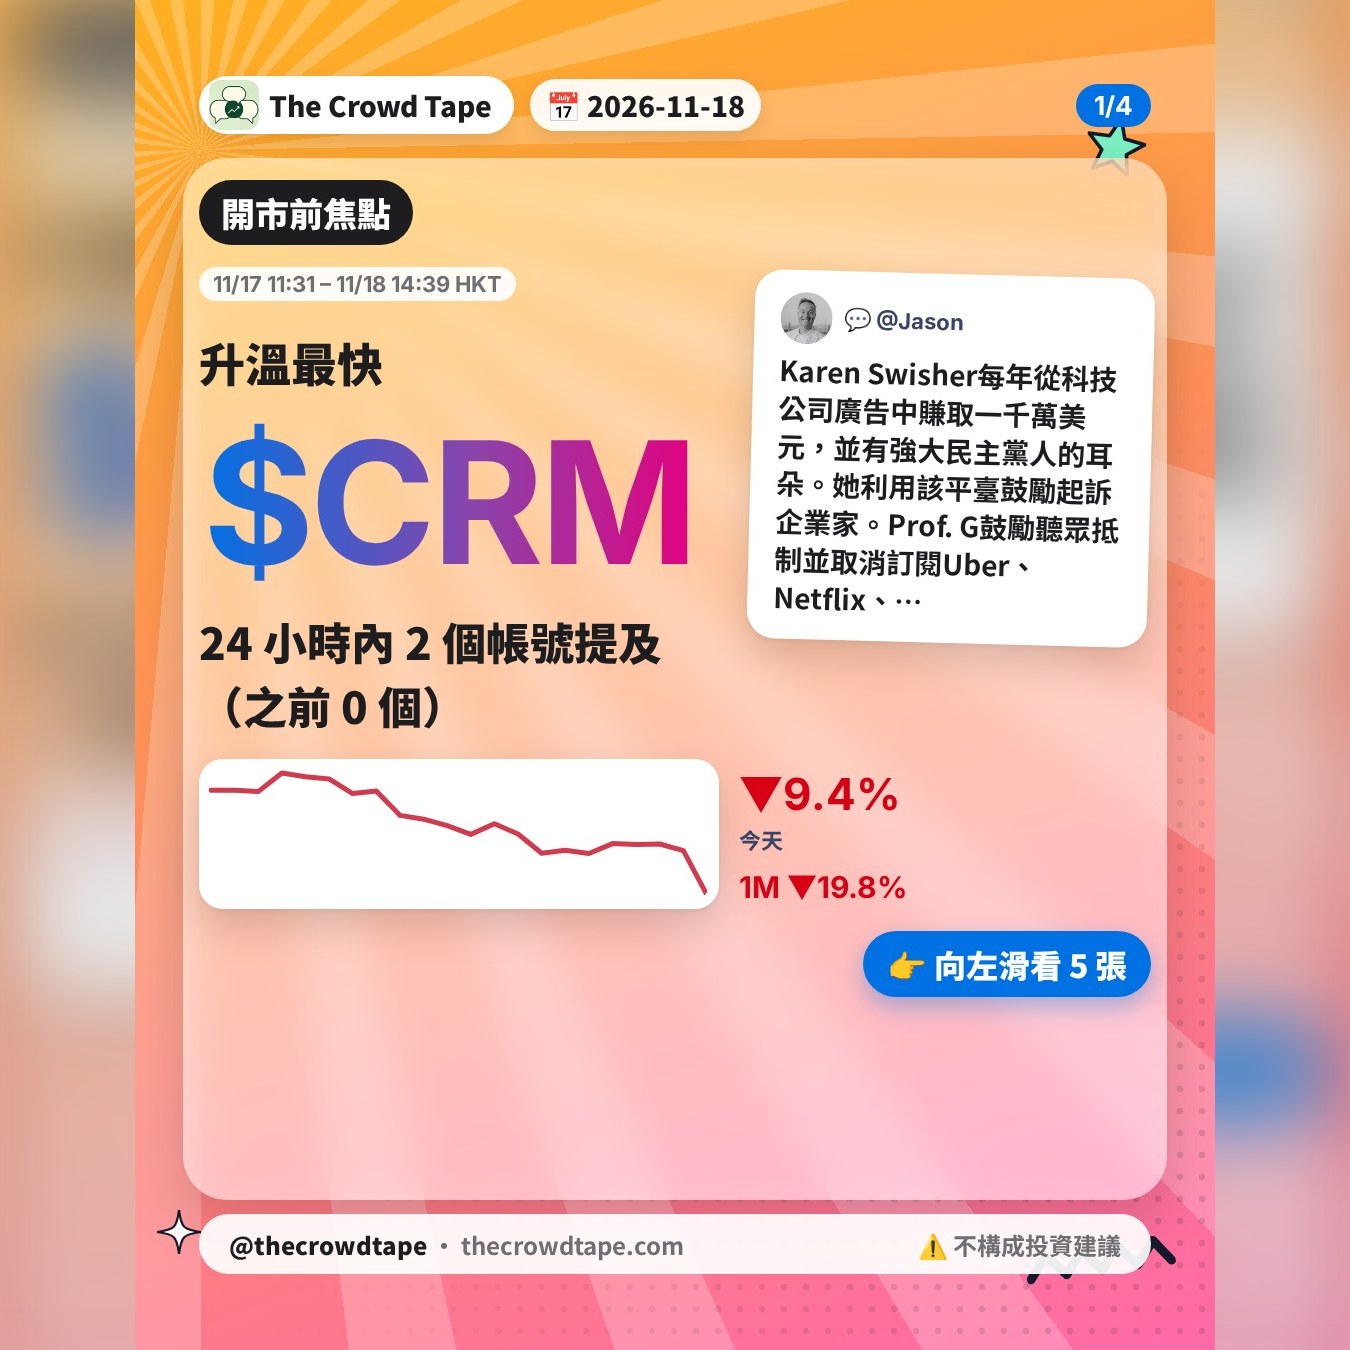 The Crowd Tape
July 17
2026-11-18
1/4
開市前焦點
11/17 11:31 – 11/18 14:39 HKT
升溫最快
$CRM
24 小時內 2 個帳號提及
（之前 0 個）
@Jason
Karen Swisher每年從科技
公司廣告中賺取一千萬美
元，並有強大民主黨人的耳
朵。她利用該平臺鼓勵起訴
企業家。Prof. G鼓勵聽眾抵
制並取消訂閱Uber、
Netflix、…
▼9.4%
今天
1M ▼19.8%
👉 向左滑看 5 張
@thecrowdtape · thecrowdtape.com
⚠️ 不構成投資建議